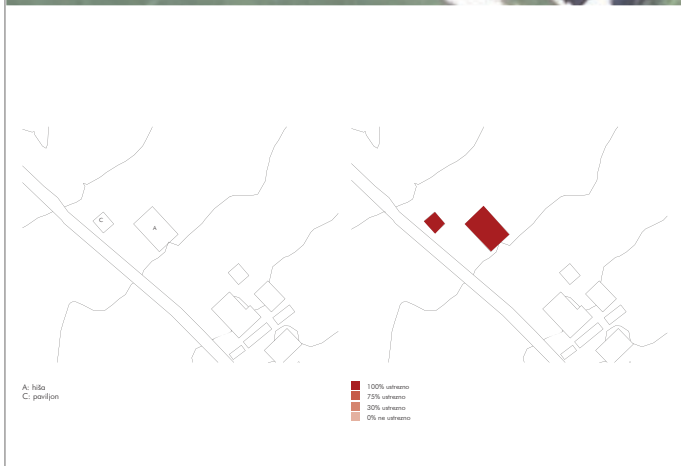 C
A
A: hiša
C: paviljon
100% ustrezno
75% ustrezno
30% ustrezno
0% ne ustrezno